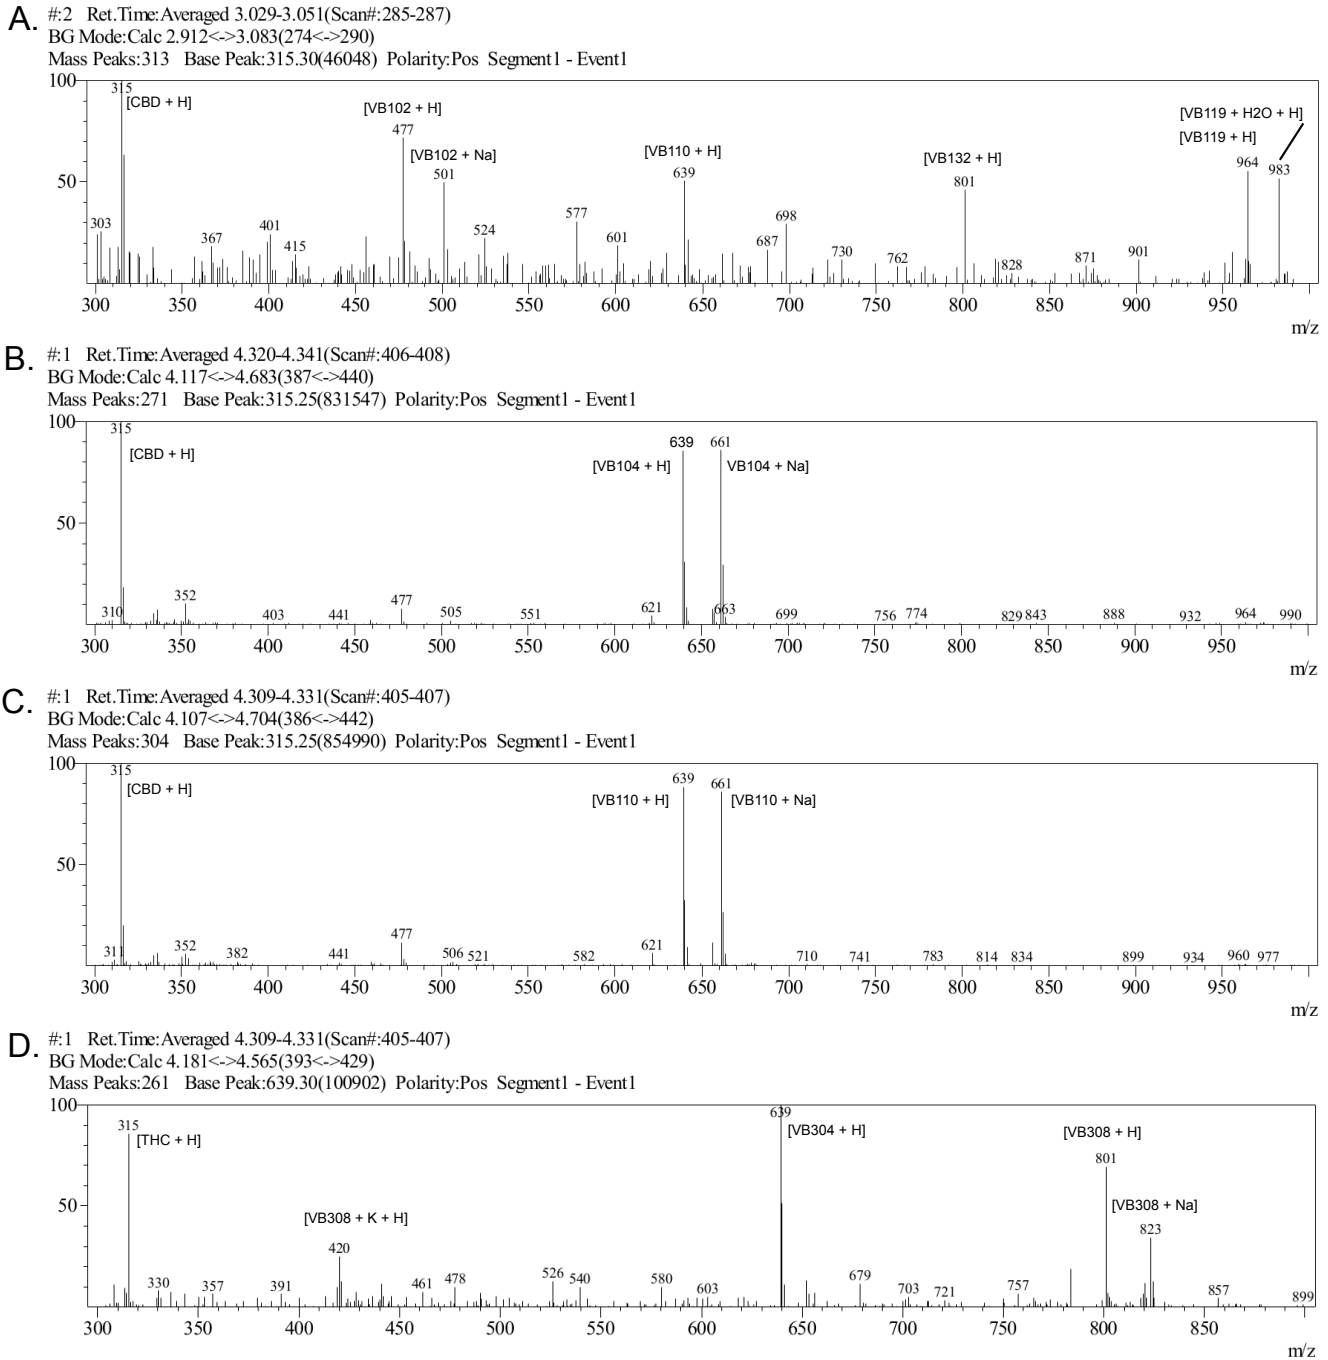 A. #:2 Ret.Time:Averaged 3.029-3.051(Scan#:285-287)
BG Mode:Calc 2.912<->3.083(274<->290)
Mass Peaks:313 Base Peak:315.30(46048) Polarity:Pos Segment1 - Event1
100
50
315
[CBD + H]
[VB102 + H]
477
[VB102 + Na]
501
[VB110 + H]
639
[VB132 + H]
801
[VB119 + H2O + H]
[VB119 + H]
964
983
303
367
401
415
524
577
601
687
698
730
762
828
871
901
300 350 400 450 500 550 600 650 700 750 800 850 900 950
m/z
B. #:1 Ret.Time:Averaged 4.320-4.341(Scan#:406-408)
BG Mode:Calc 4.117<->4.683(387<->440)
Mass Peaks:271 Base Peak:315.25(831547) Polarity:Pos Segment1 - Event1
100
50
315
[CBD + H]
639
[VB104 + H]
661
VB104 + Na]
310
352
403
441
477
505
551
621
663
699
756
774
829
843
888
932
964
990
300 350 400 450 500 550 600 650 700 750 800 850 900 950
m/z
C. #:1 Ret.Time:Averaged 4.309-4.331(Scan#:405-407)
BG Mode:Calc 4.107<->4.704(386<->442)
Mass Peaks:304 Base Peak:315.25(854990) Polarity:Pos Segment1 - Event1
100
50
315
[CBD + H]
639
[VB110 + H]
661
[VB110 + Na]
311
352
382
441
477
506
521
582
621
710
741
783
814
834
899
934
960
977
300 350 400 450 500 550 600 650 700 750 800 850 900 950
m/z
D. #:1 Ret.Time:Averaged 4.309-4.331(Scan#:405-407)
BG Mode:Calc 4.181<->4.565(393<->429)
Mass Peaks:261 Base Peak:639.30(100902) Polarity:Pos Segment1 - Event1
100
50
315
[THC + H]
[VB308 + K + H]
420
639
[VB304 + H]
[VB308 + H]
801
[VB308 + Na]
823
330
357
391
461
478
526
540
580
603
679
703
721
757
857
899
300 350 400 450 500 550 600 650 700 750 800 850
m/z